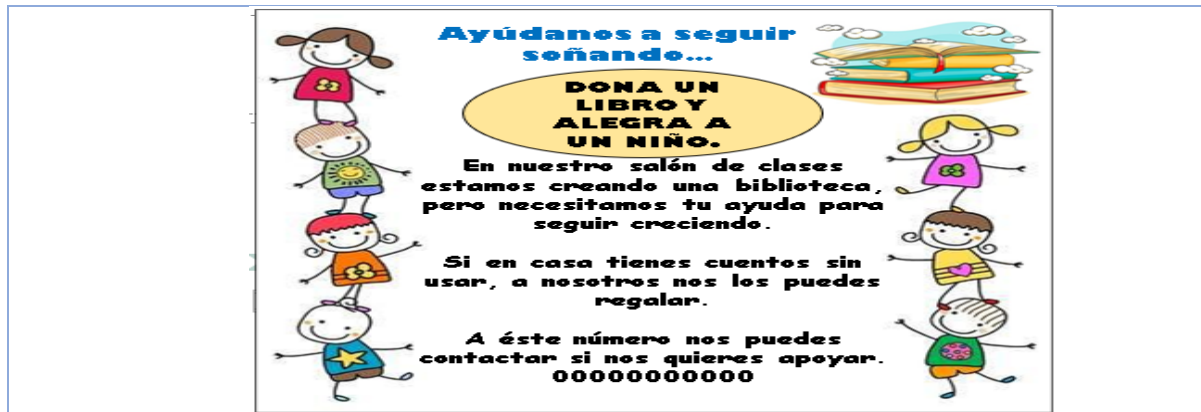 Ayúdanos a seguir
soñando...
DONA UN
LIBRO Y
ALEGRA A
UN NIÑO.
En nuestro salón de clases
estamos creando una biblioteca,
pero necesitamos tu ayuda para
seguir creciendo.
Si en casa tienes cuentos sin
usar, a nosotros nos los puedes
regalar.
A éste número nos puedes
contactar si nos quieres apoyar.
00000000000